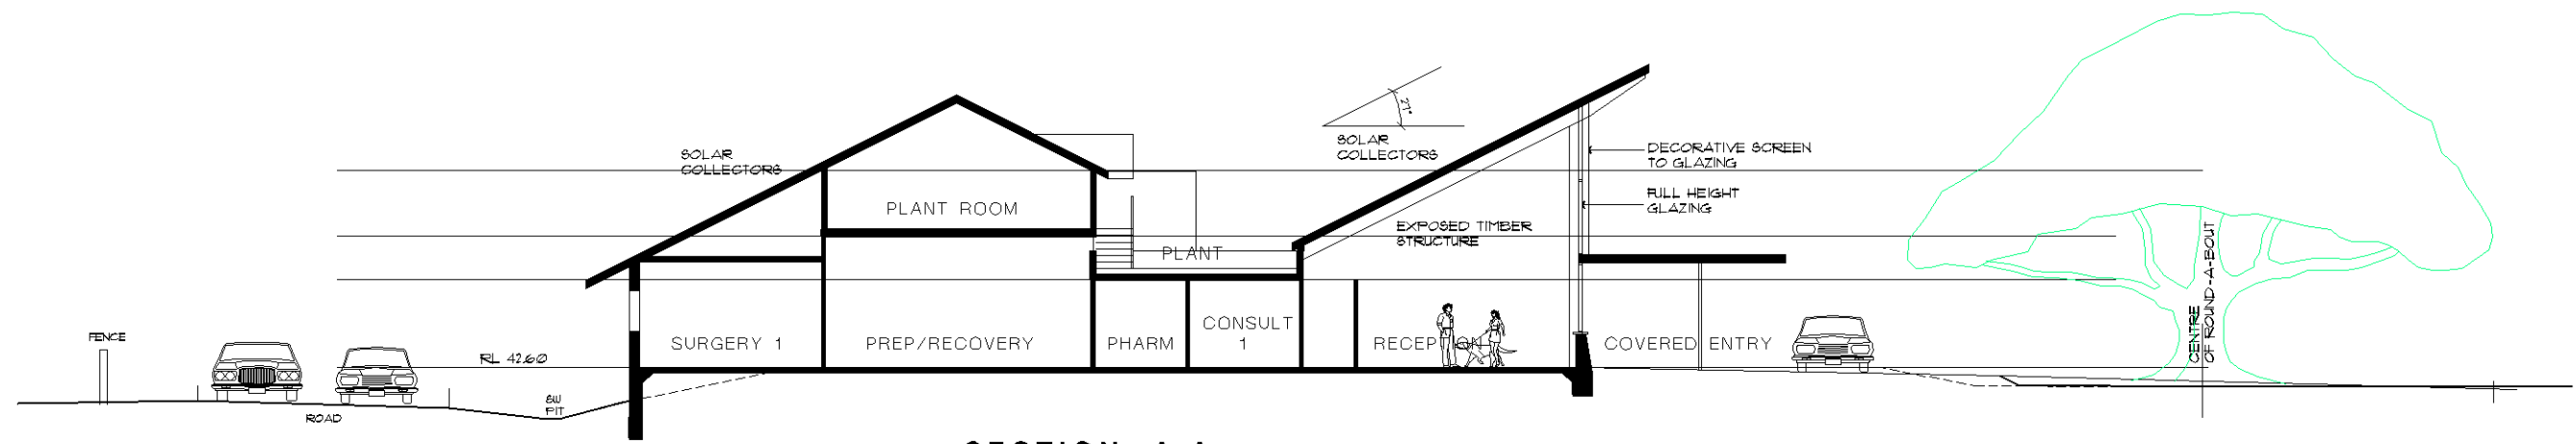 SOLAR
COLLECTORS
27°
SOLAR
COLLECTORS
DECORATIVE SCREEN
TO GLAZING
FULL HEIGHT
GLAZING
PLANT ROOM
EXPOSED TIMBER
STRUCTURE
PLANT
CENTRE
OF ROUND-A-BOUT
FENCE
RL 42.60
SURGERY 1
PREP/RECOVERY
PHARM
CONSULT
1
RECEPTION
COVERED ENTRY
SW
PIT
ROAD
SECTION A-A